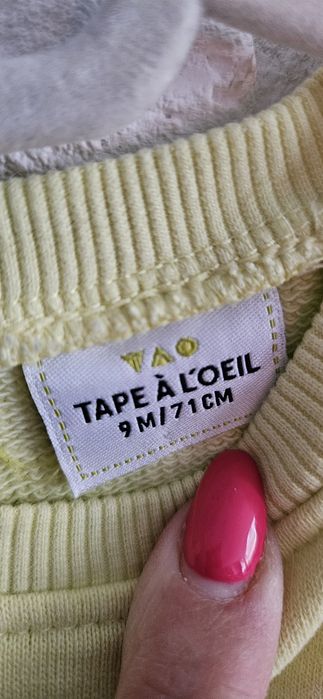 TAO
TAPE À L'OEIL
9 M/71 CM